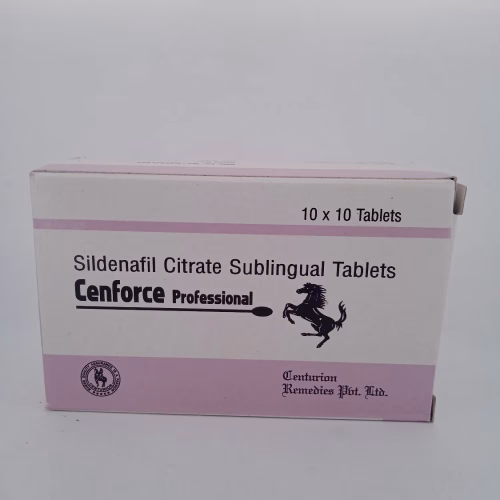 10 x 10 Tablets
Sildenafil Citrate Sublingual Tablets
Cenforce Professional
Centurion
Remedies Pvt. Ltd.